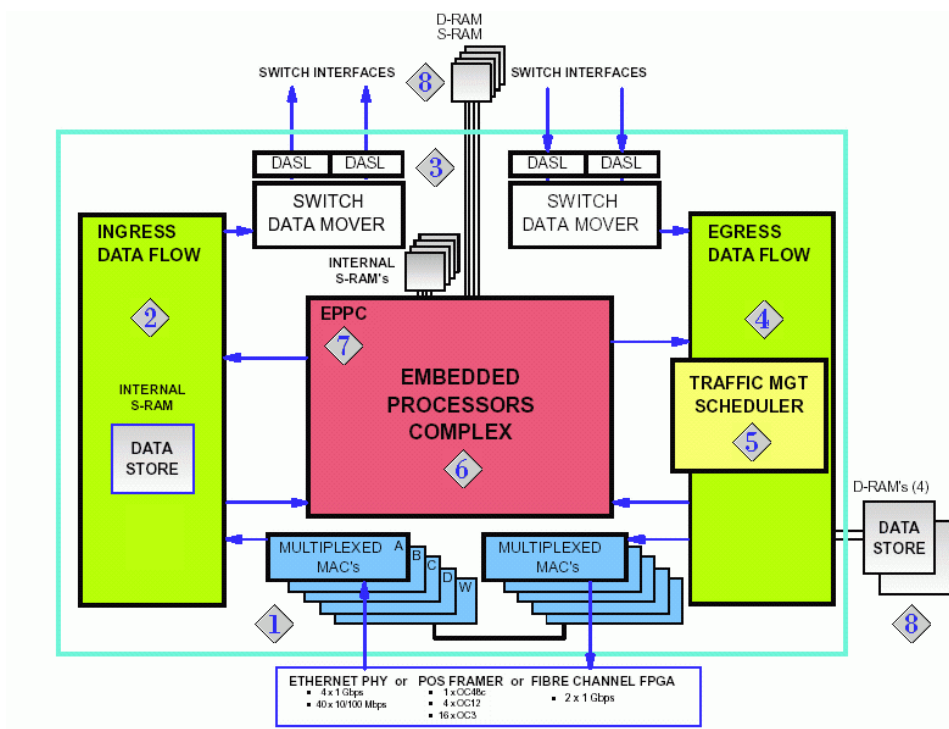 D-RAM
S-RAM
SWITCH INTERFACES
8
SWITCH INTERFACES
DASL
DASL
3
DASL
DASL
SWITCH
DATA MOVER
SWITCH
DATA MOVER
INGRESS
DATA FLOW
EGRESS
DATA FLOW
INTERNAL
S-RAM's
2
EPPC
7
4
EMBEDDED
PROCESSORS
COMPLEX
6
TRAFFIC MGT
SCHEDULER
5
INTERNAL
S-RAM
DATA
STORE
D-RAM's (4)
DATA
STORE
8
MULTIPLEXED
MAC's
A
B
C
D
W
MULTIPLEXED
MAC's
1
ETHERNET PHY or POS FRAMER or FIBRE CHANNEL FPGA
▪ 4 x 1 Gbps
▪ 40 x 10/100 Mbps
▪ 1 x OC48c
▪ 4 x OC12
▪ 16 x OC3
▪ 2 x 1 Gbps